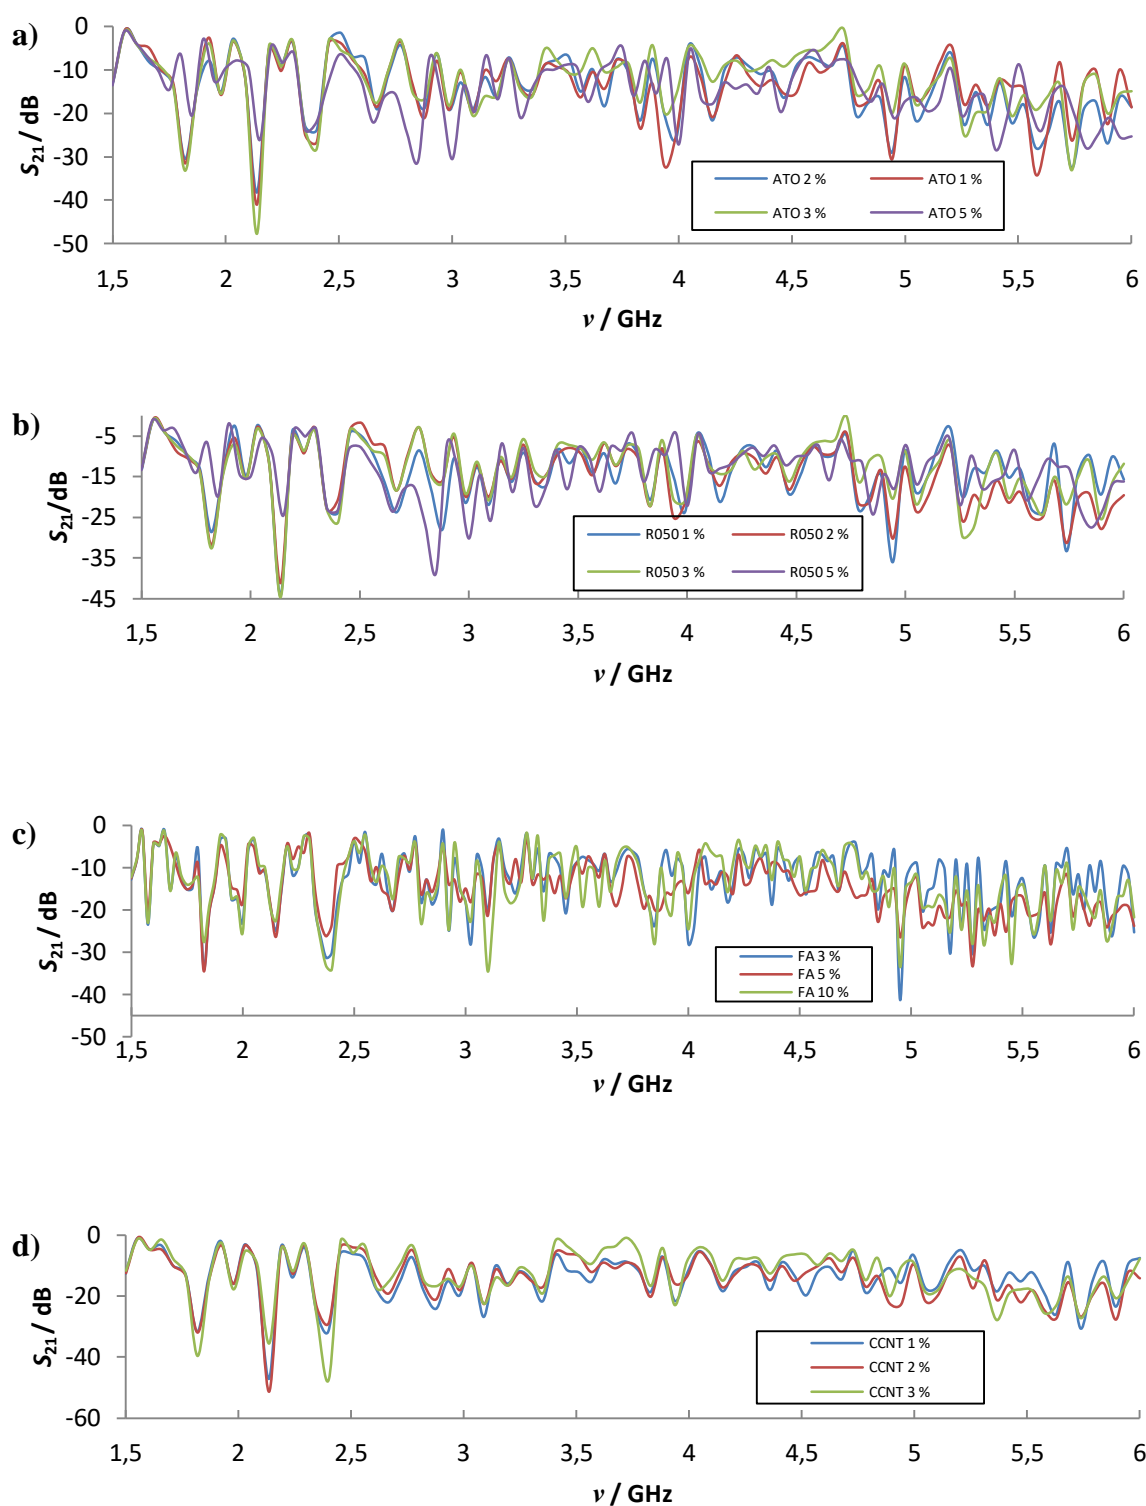 a)
S21 / dB
0
-10
-20
-30
-40
-50
ATO 2 % ATO 1 %
ATO 3 % ATO 5 %
1,5 2 2,5 3 3,5 4 4,5 5 5,5 6
ν / GHz
b)
S21/dB
-5
-15
-25
-35
-45
R050 1 % R050 2 %
R050 3 % R050 5 %
1,5 2 2,5 3 3,5 4 4,5 5 5,5 6
ν / GHz
c)
S21 / dB
0
-10
-20
-30
-40
-50
FA 3 %
FA 5 %
FA 10 %
1,5 2 2,5 3 3,5 4 4,5 5 5,5 6
ν / GHz
d)
S21 / dB
0
-20
-40
-60
CCNT 1 %
CCNT 2 %
CCNT 3 %
1,5 2 2,5 3 3,5 4 4,5 5 5,5 6
ν / GHz